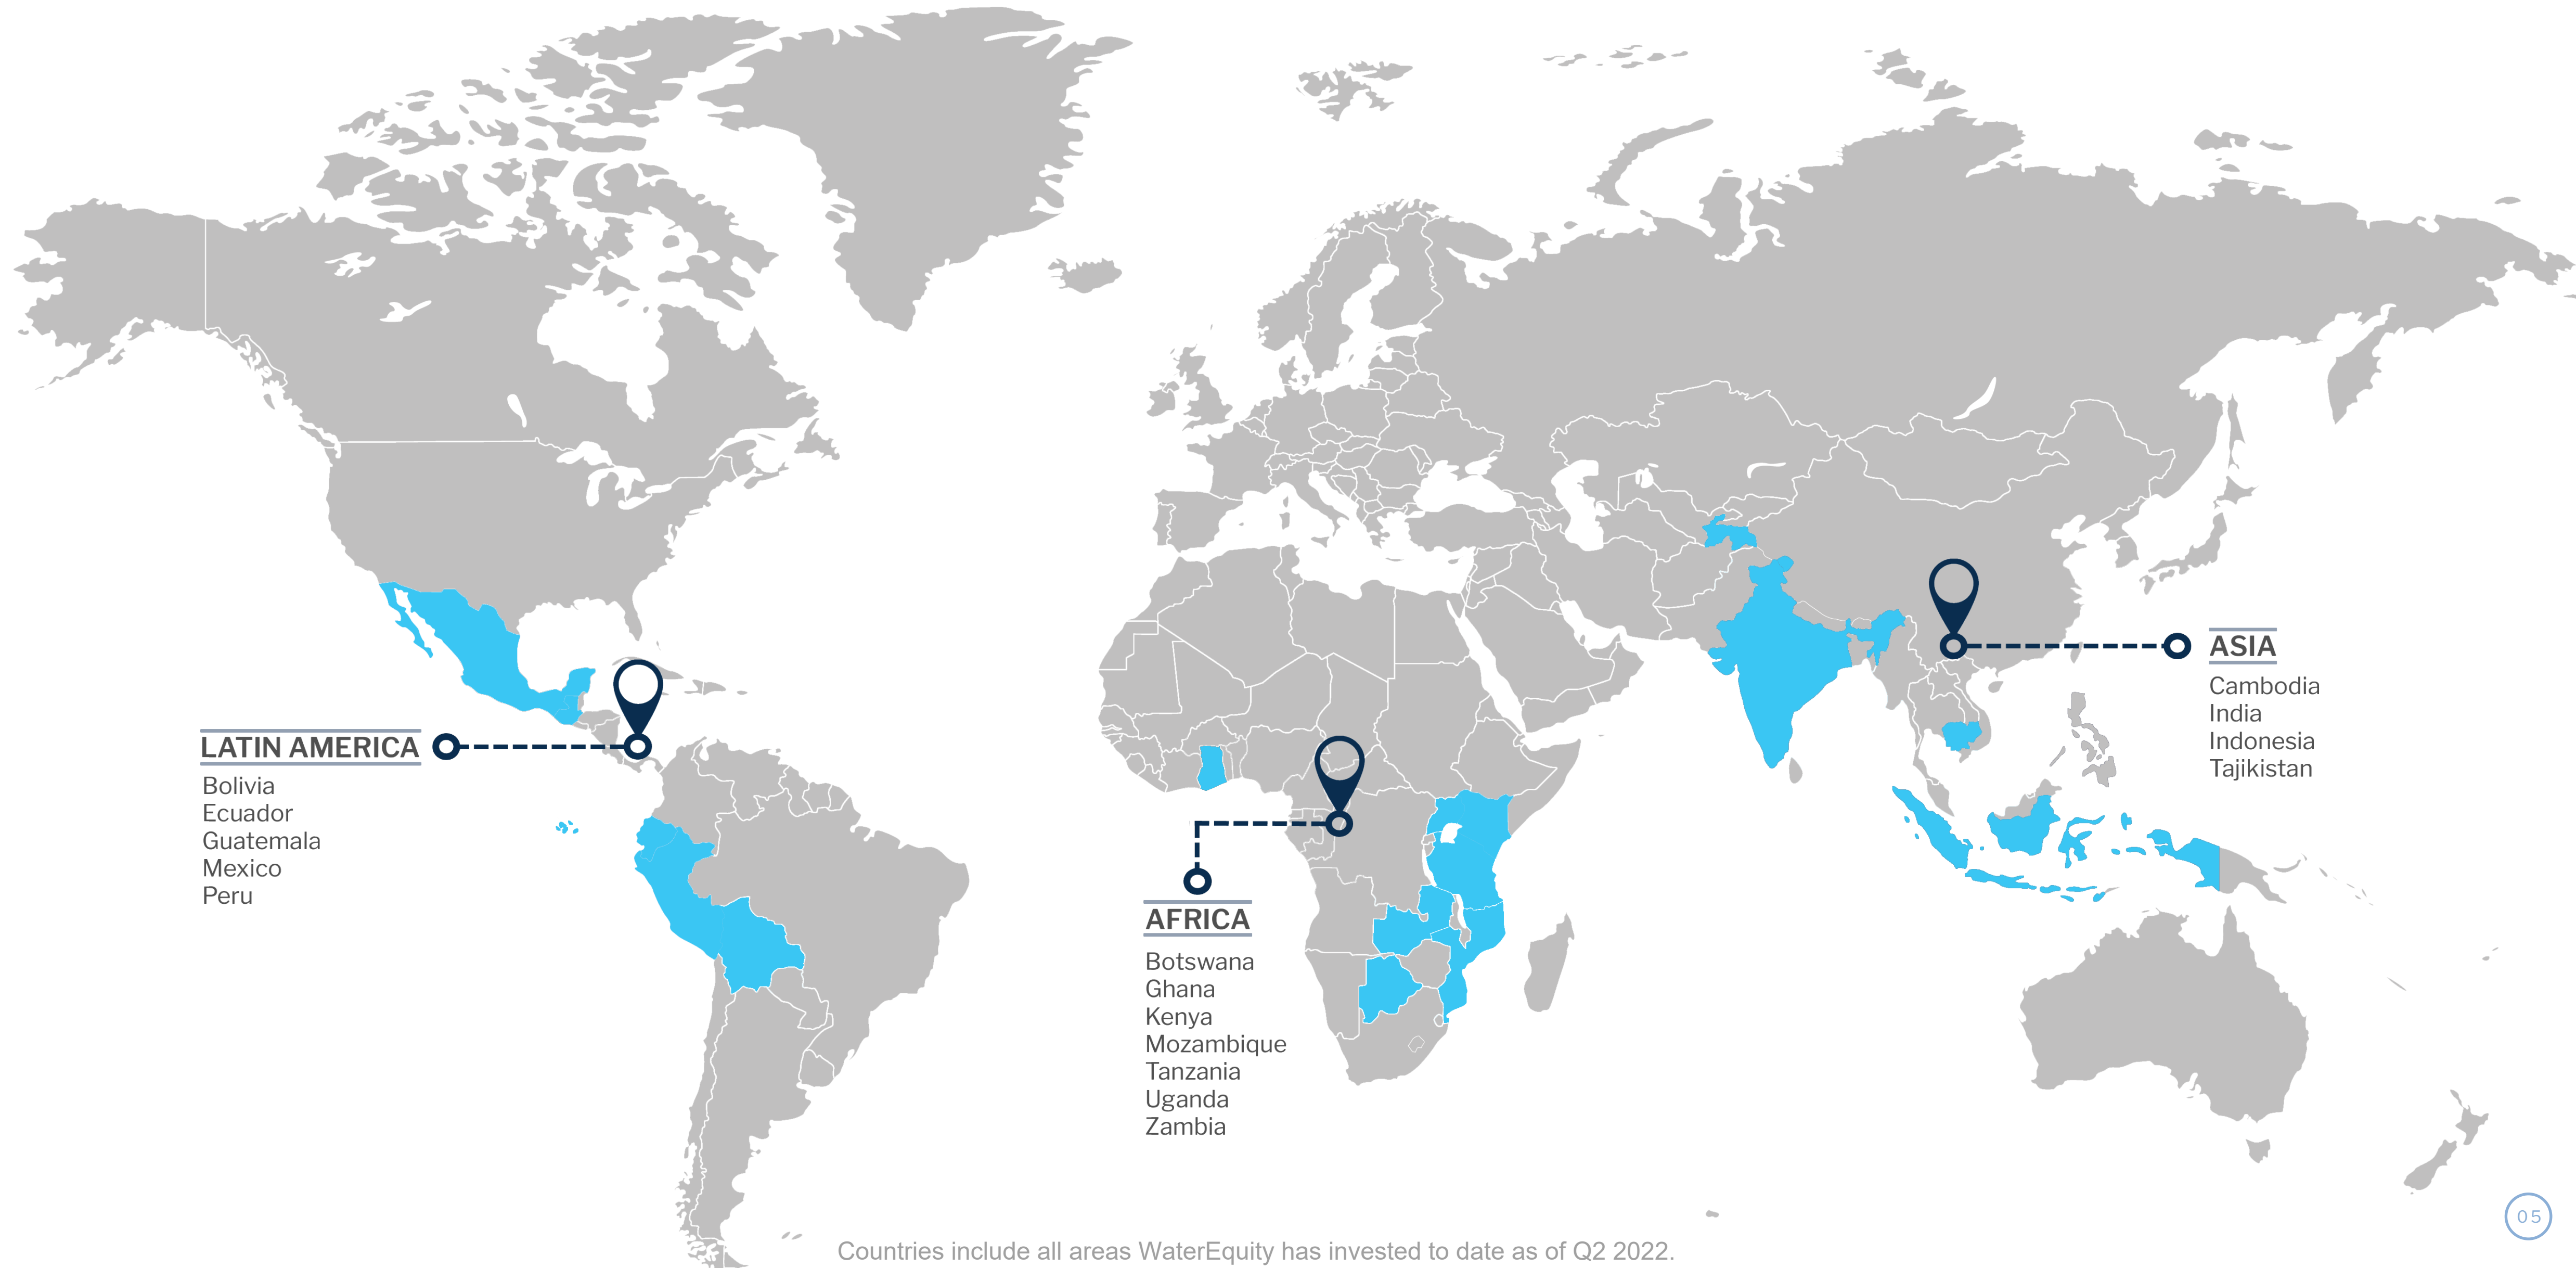 LATIN AMERICA
Bolivia
Ecuador
Guatemala
Mexico
Peru
AFRICA
Botswana
Ghana
Kenya
Mozambique
Tanzania
Uganda
Zambia
ASIA
Cambodia
India
Indonesia
Tajikistan
05
Countries include all areas WaterEquity has invested to date as of Q2 2022.